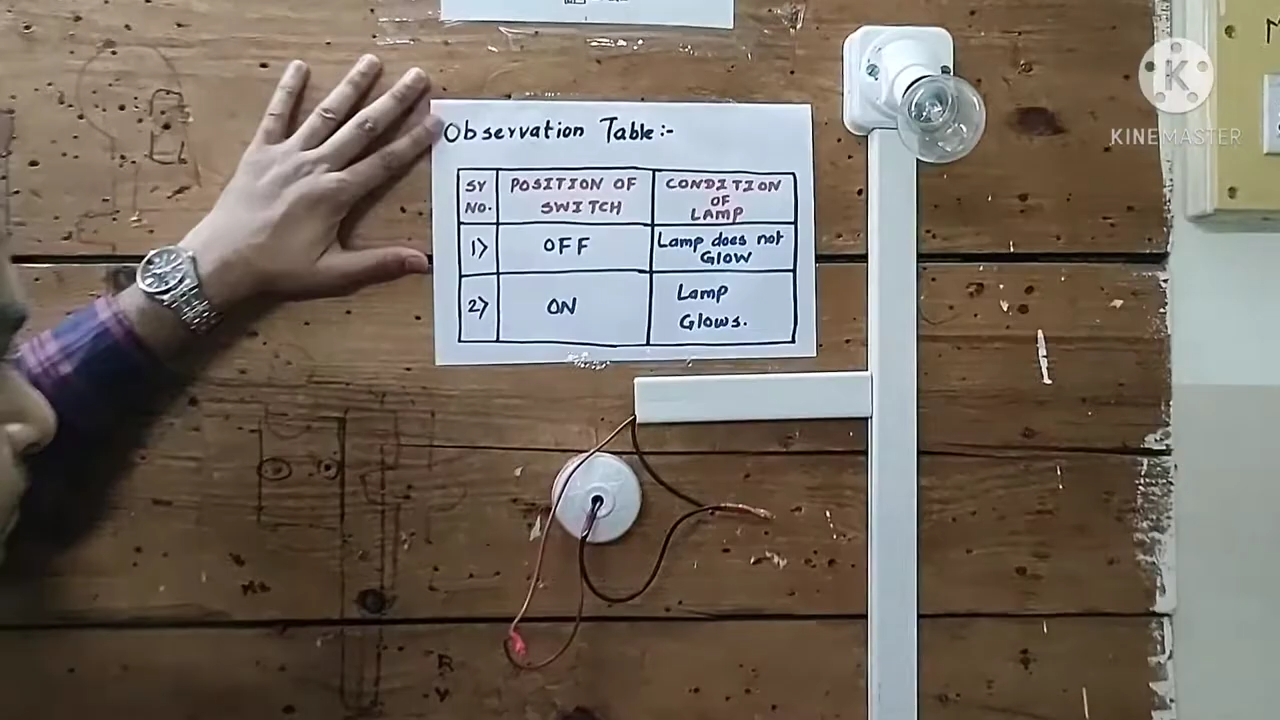 Observation Table:-
SY NO.
POSITION OF SWITCH
CONDITION OF LAMP
1>
OFF
Lamp does not Glow
2>
ON
Lamp Glows.
K
KINEMASTER
R
Y